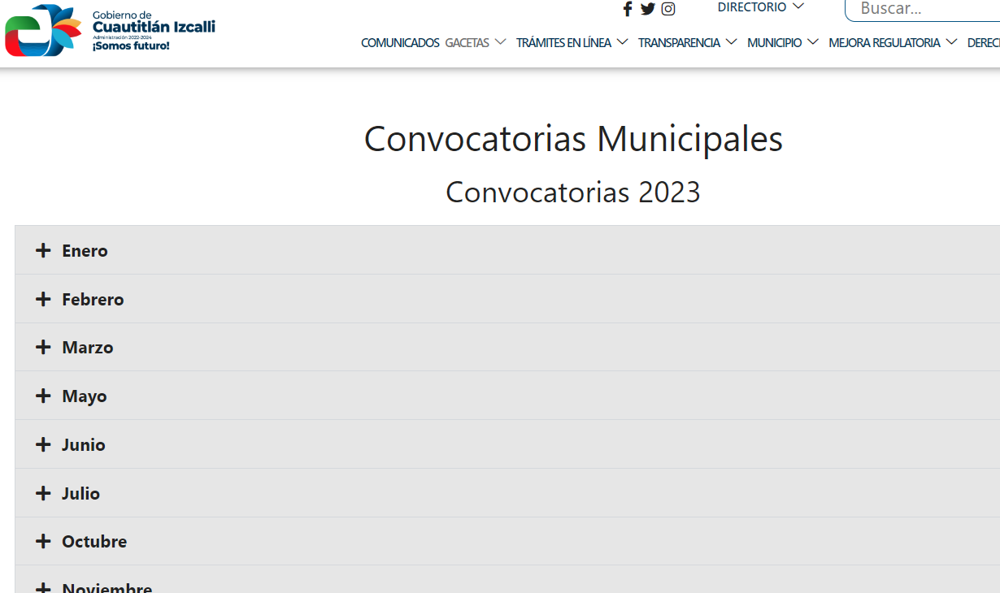 Gobierno de
Cuautitlán Izcalli
Administración 2022-2024
¡Somos futuro!
DIRECTORIO
Buscar...
COMUNICADOS GACETAS TRÁMITES EN LÍNEA TRANSPARENCIA MUNICIPIO MEJORA REGULATORIA DEREC
Convocatorias Municipales
Convocatorias 2023
Enero
Febrero
Marzo
Mayo
Junio
Julio
Octubre
Noviembre